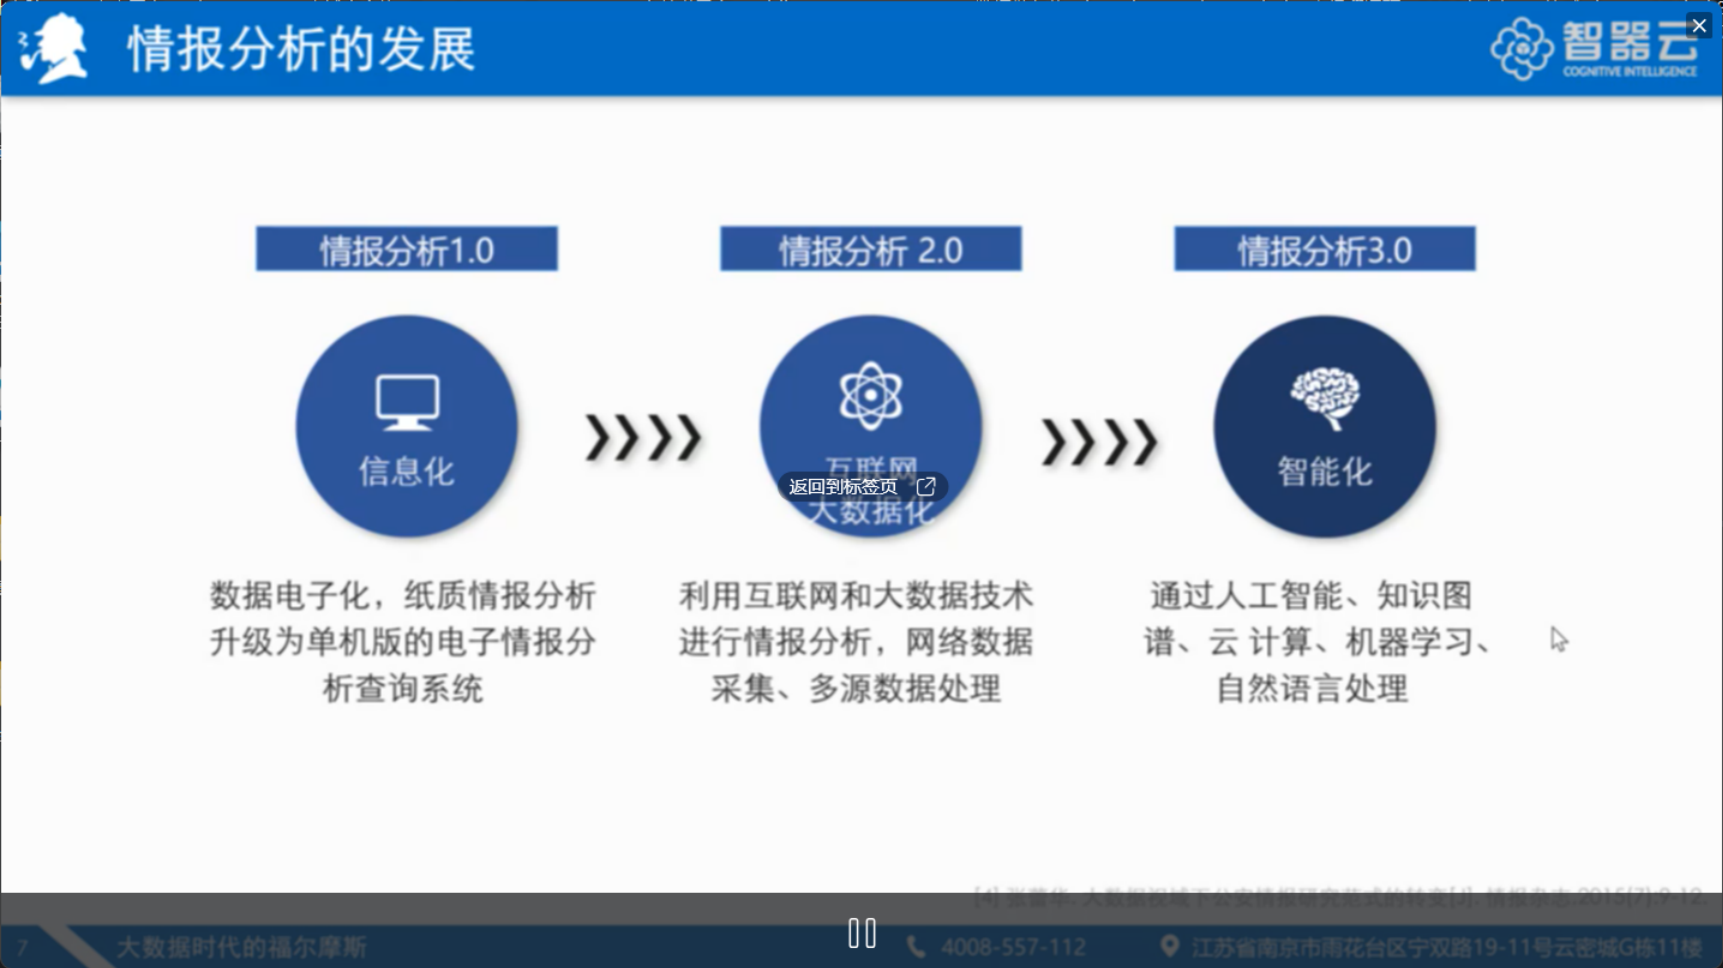 情报分析的发展
智器云
COGNITIVE INTELLIGENCE
情报分析1.0
情报分析 2.0
情报分析3.0
信息化
互联网
大数据化
智能化
返回到标签页
数据电子化，纸质情报分析
升级为单机版的电子情报分
析查询系统
利用互联网和大数据技术
进行情报分析，网络数据
采集、多源数据处理
通过人工智能、知识图
谱、云 计算、机器学习、
自然语言处理
[4] 张蕾华. 大数据视域下公安情报研究范式的转变[J]. 情报杂志.2015(7):9-12.
7
大数据时代的福尔摩斯
4008-557-112
江苏省南京市雨花台区宁双路19-11号云密城G栋11楼